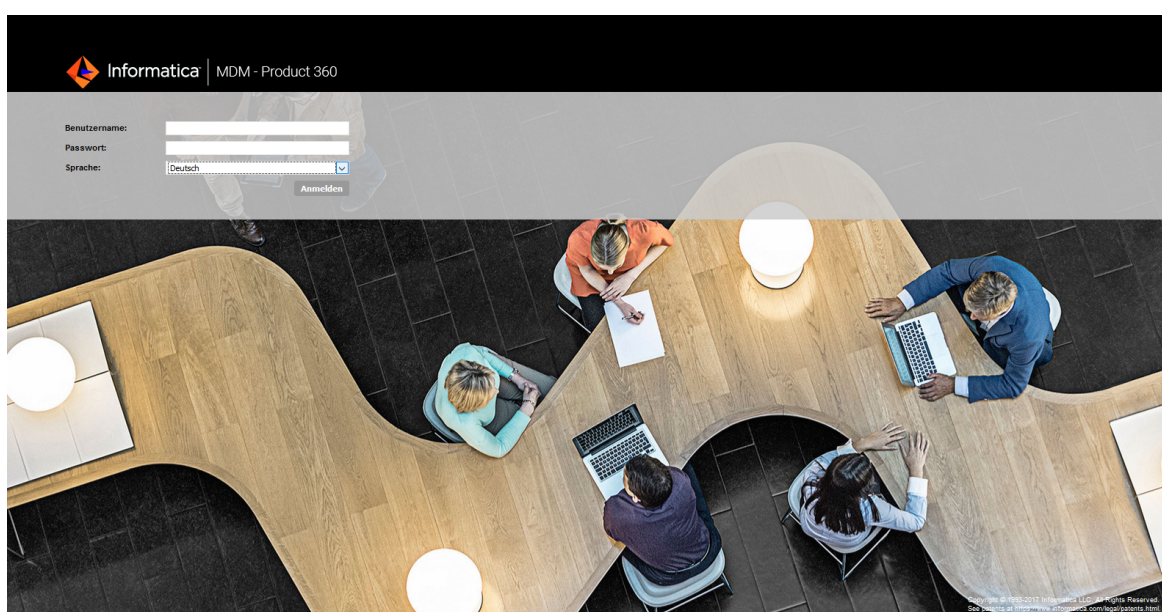 Informatica | MDM - Product 360
Benutzername:
Passwort:
Sprache: Deutsch
Anmelden
Copyright © 1993-2017 Informatica LLC. All Rights Reserved.
See patents at https://www.informatica.com/legal/patents.html